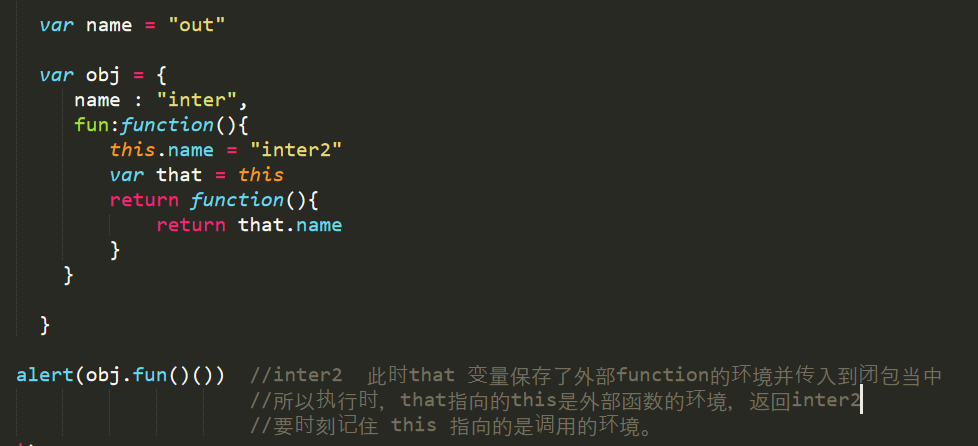 var name = "out"
var obj = {
name : "inter",
fun:function(){
this.name = "inter2"
var that = this
return function(){
return that.name
}
}
}
alert(obj.fun()()) //inter2 此时that 变量保存了外部function的环境并传入到闭包当中
//所以执行时，that指向的this是外部函数的环境，返回inter2
//要时刻记住 this 指向的是调用的环境。